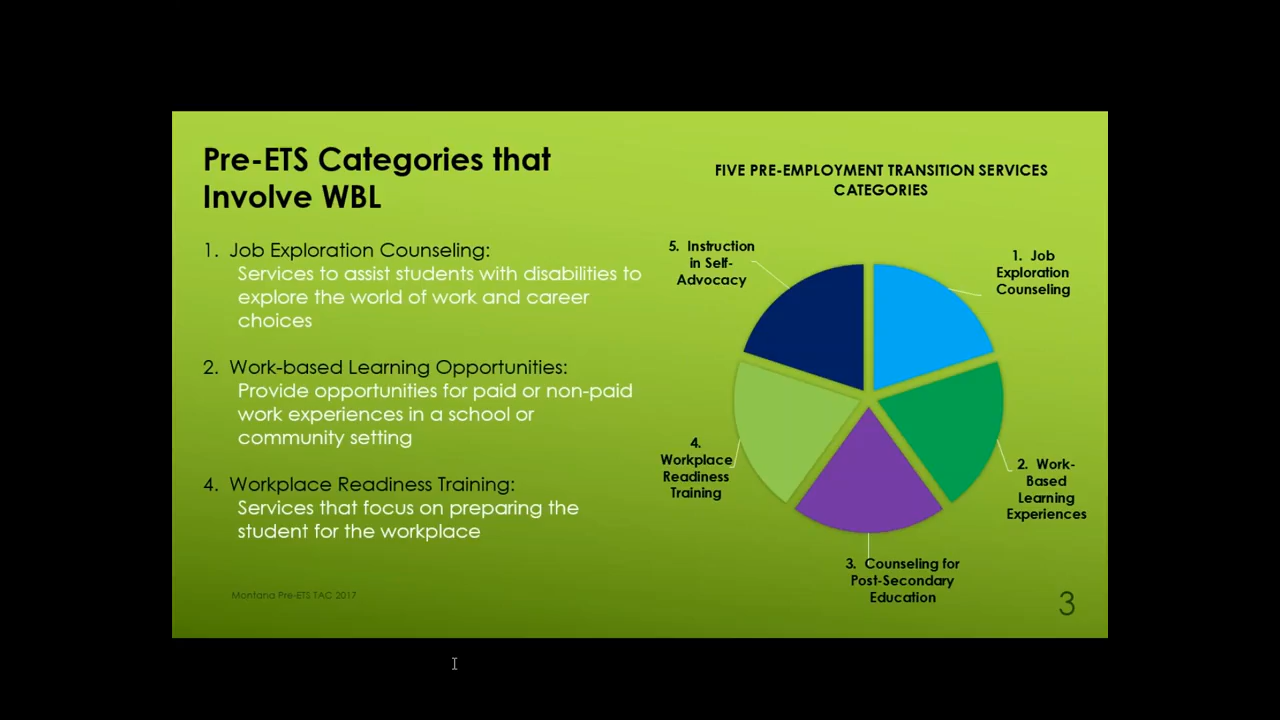 Pre-ETS Categories that
Involve WBL
1. Job Exploration Counseling:
Services to assist students with disabilities to
explore the world of work and career
choices
2. Work-based Learning Opportunities:
Provide opportunities for paid or non-paid
work experiences in a school or
community setting
4. Workplace Readiness Training:
Services that focus on preparing the
student for the workplace
Montana Pre-ETS TAC 2017
FIVE PRE-EMPLOYMENT TRANSITION SERVICES
CATEGORIES
5. Instruction
in Self-
Advocacy
1. Job
Exploration
Counseling
4.
Workplace
Readiness
Training
2. Work-
Based
Learning
Experiences
3. Counseling for
Post-Secondary
Education
3